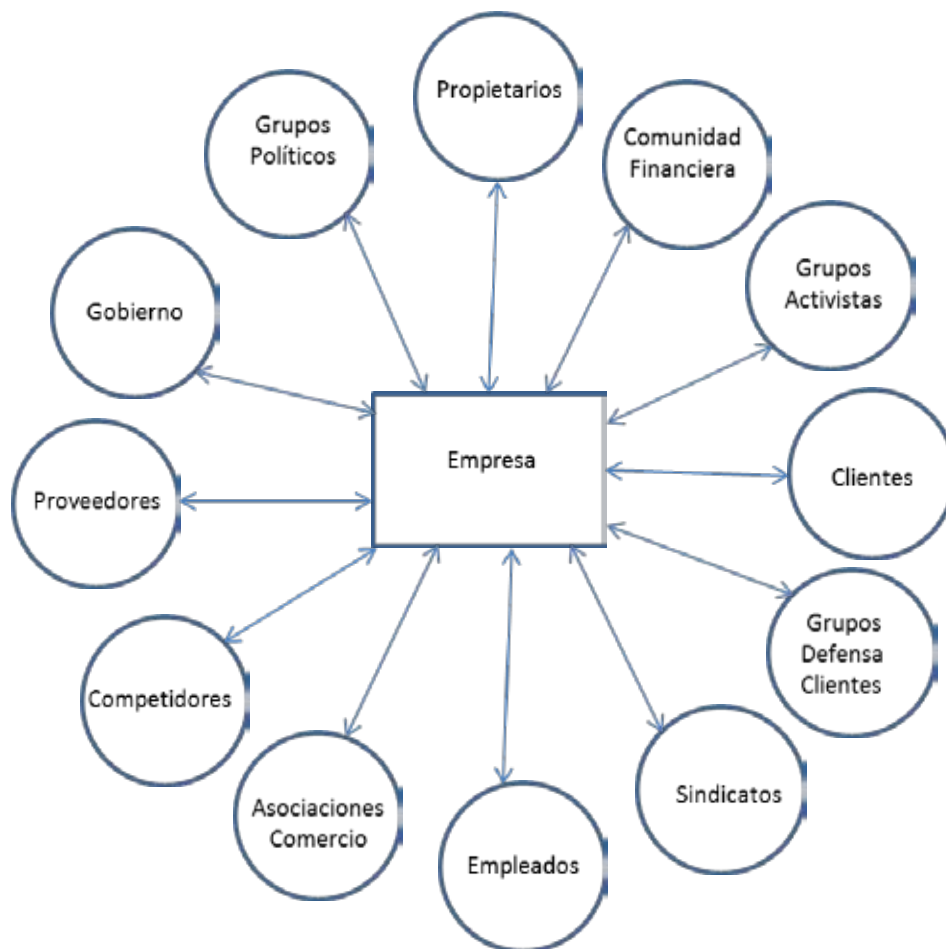 Propietarios
Grupos
Políticos
Comunidad
Financiera
Grupos
Activistas
Gobierno
Empresa
Clientes
Proveedores
Grupos
Defensa
Clientes
Competidores
Sindicatos
Asociaciones
Comercio
Empleados